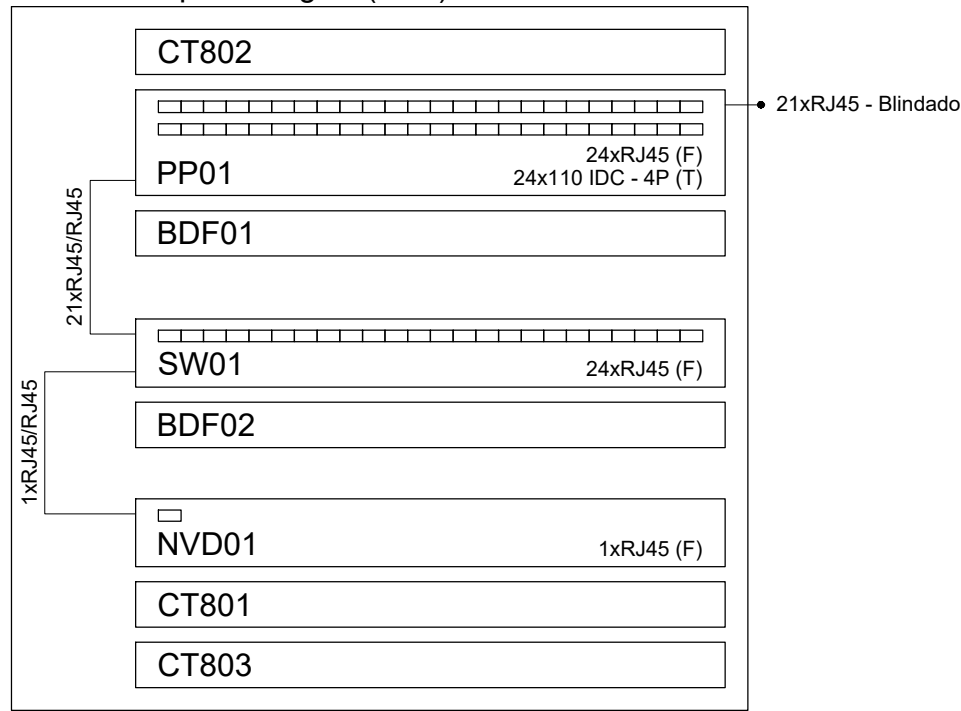 CT802
21xRJ45 - Blindado
24xRJ45 (F)
PP01
24x110 IDC - 4P (T)
21xRJ45/RJ45
BDF01
SW01
24xRJ45 (F)
1xRJ45/RJ45
BDF02
NVD01
1xRJ45 (F)
CT801
CT803